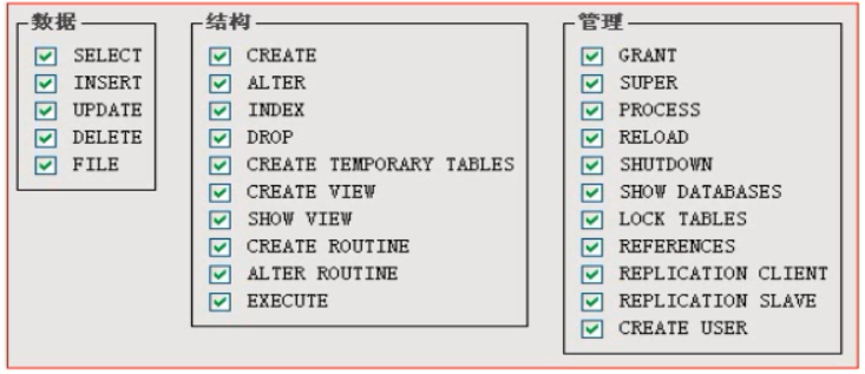 数据
SELECT
INSERT
UPDATE
DELETE
FILE
结构
CREATE
ALTER
INDEX
DROP
CREATE TEMPORARY TABLES
CREATE VIEW
SHOW VIEW
CREATE ROUTINE
ALTER ROUTINE
EXECUTE
管理
GRANT
SUPER
PROCESS
RELOAD
SHUTDOWN
SHOW DATABASES
LOCK TABLES
REFERENCES
REPLICATION CLIENT
REPLICATION SLAVE
CREATE USER